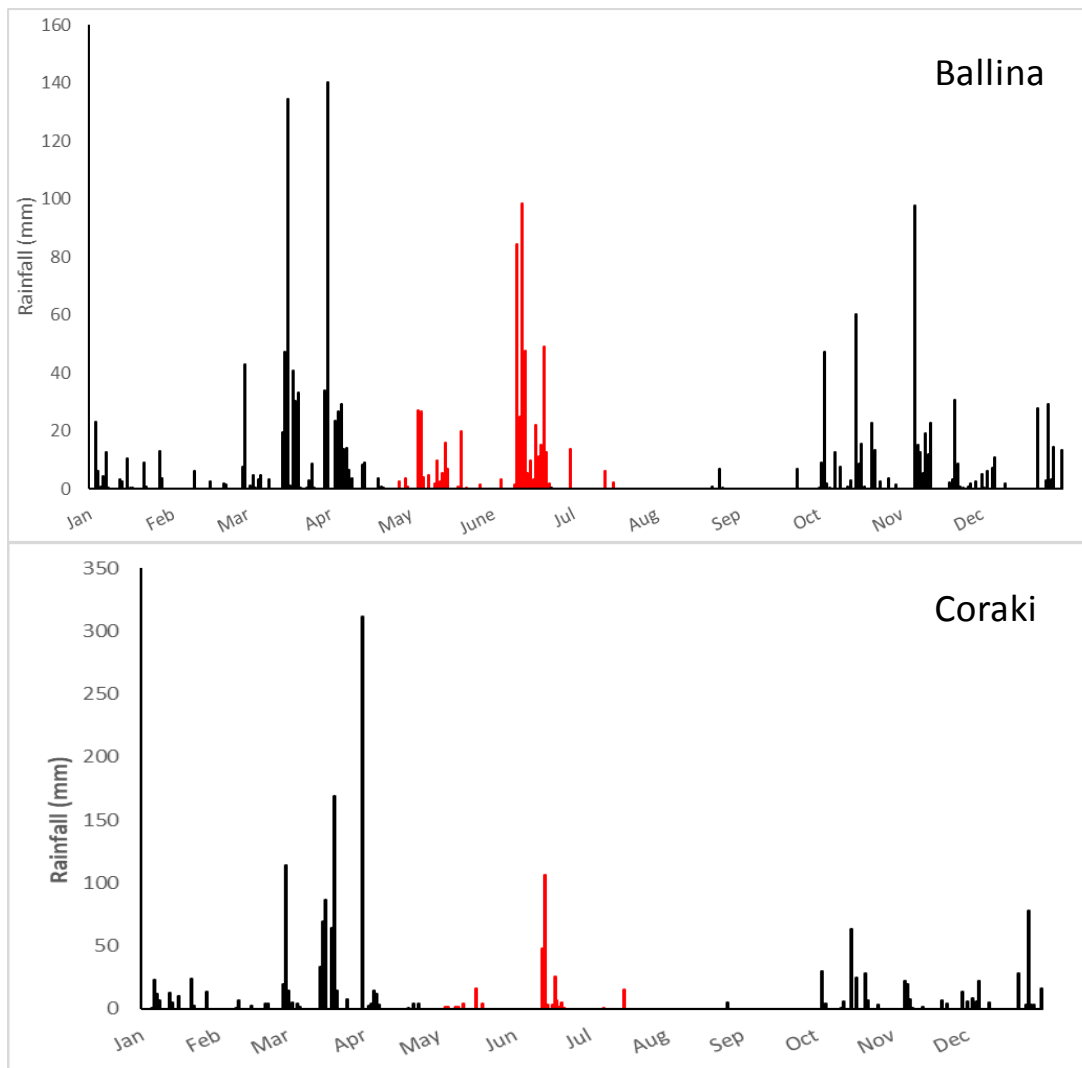 Ballina
Rainfall (mm)
160
140
120
100
80
60
40
20
0
Jan Feb Mar Apr May June Jul Aug Sep Oct Nov Dec
Coraki
Rainfall (mm)
350
300
250
200
150
100
50
0
Jan Feb Mar Apr May Jun Jul Aug Sep Oct Nov Dec